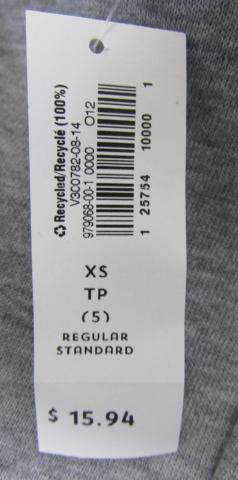 Recycled/Recyclé (100%)
V300782-08-14
979068-00-1 0000 O12
1 25754 10000 1
XS
TP
(5)
REGULAR
STANDARD
$ 15.94